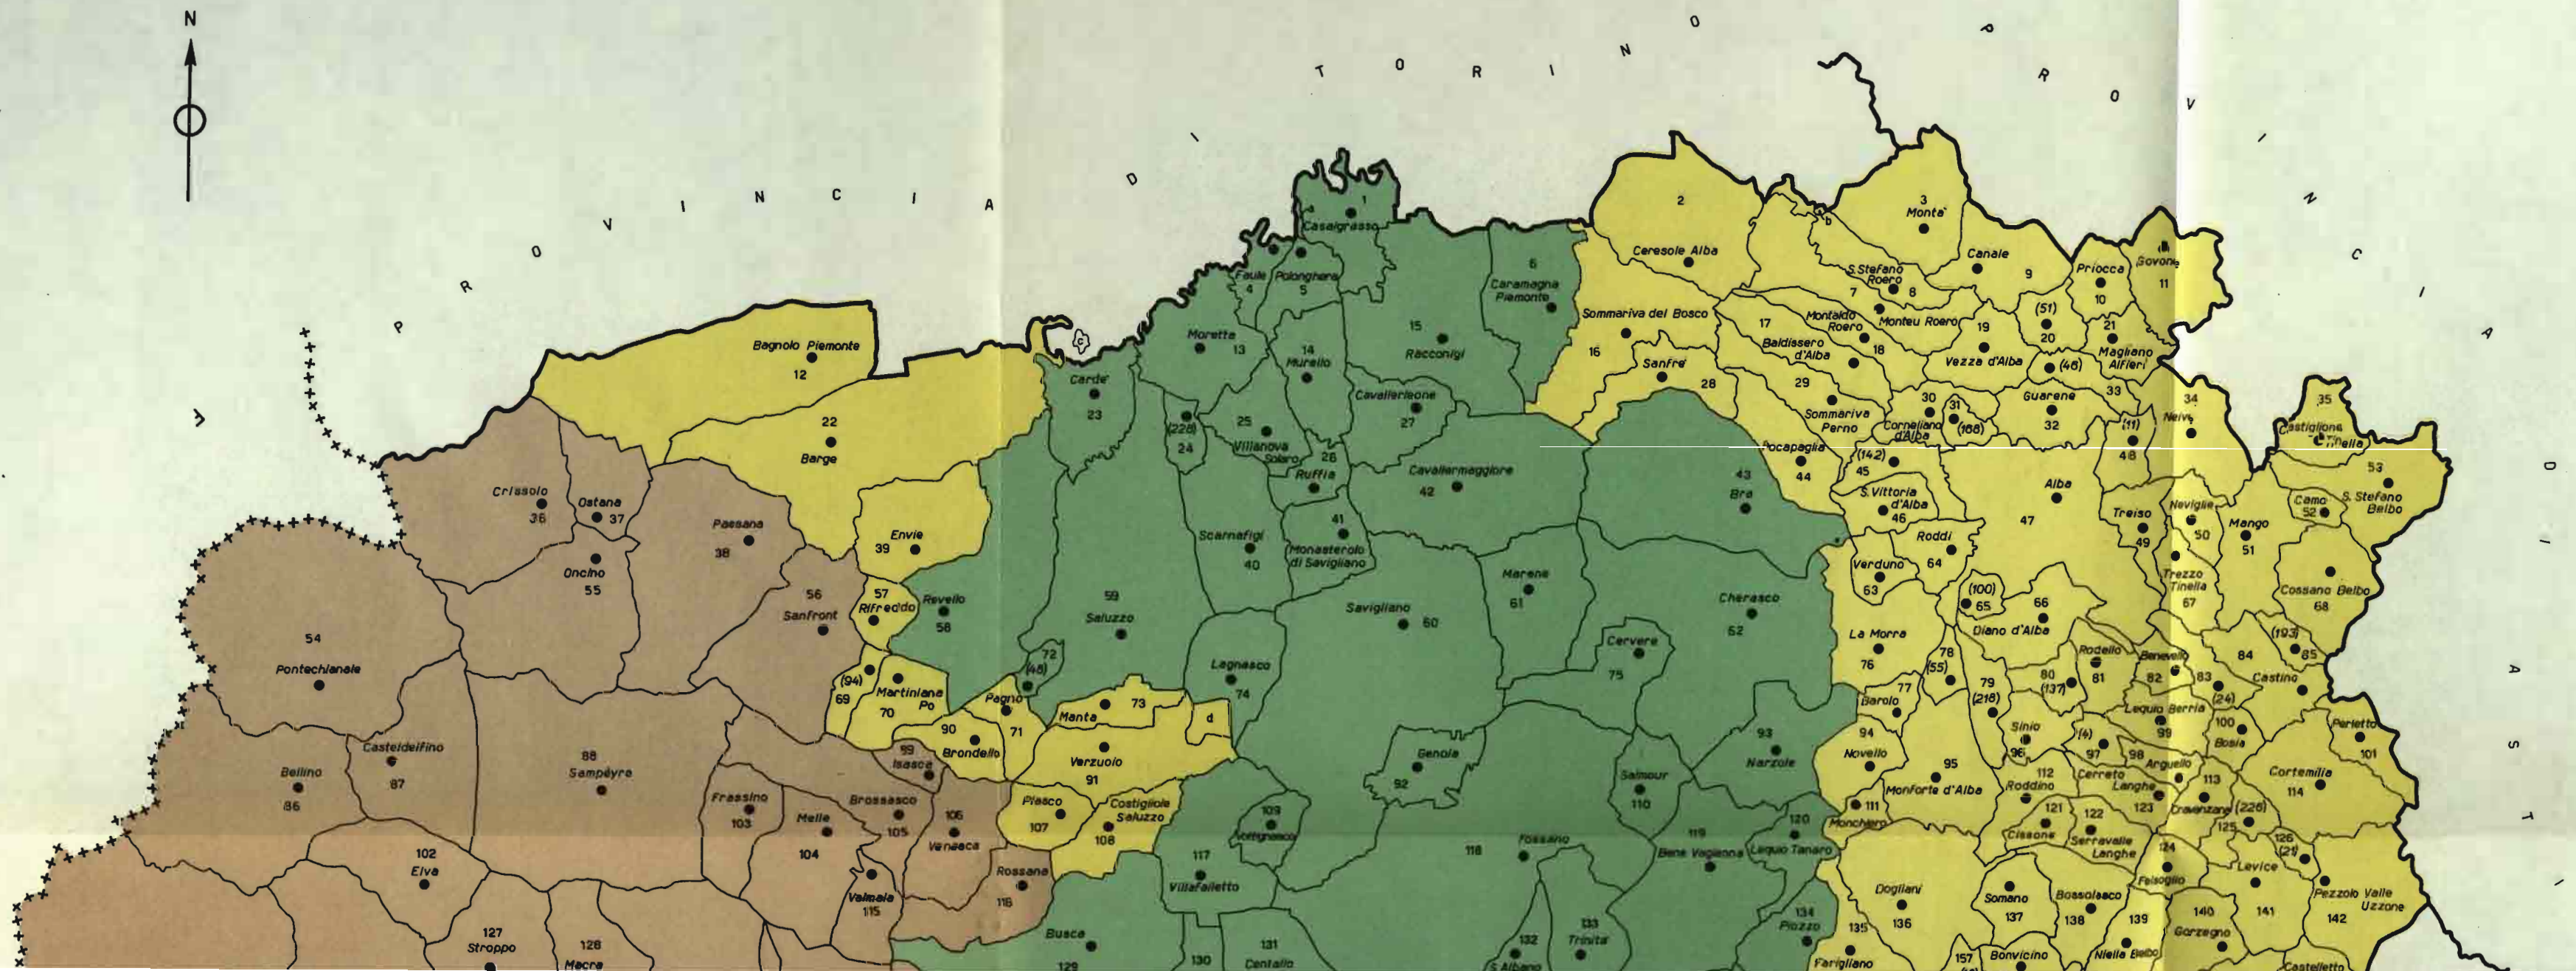 N
PROVINCIA DI TORINO
PROVINCIA DI ASTI
F
1
a
Casalgrasso
2
Ceresole Alba
3
Monta'
b
Faule
4
Polonghera
5
6
Caramagna
Piemonte
S.Stefano
Roero
7
8
Canale
9
Priocca
10
Govone
11
Bagnolo Piemonte
12
c
Moretta
13
14
Murello
15
Racconigi
Sommariva del Bosco
16
17
Baldissero
d'Alba
Montaldo
Roero
18
Monteu Roero
19
Vezza d'Alba
(51)
20
21
Magliano
Alfieri
(46)
22
Barge
Carde'
23
(228)
24
25
Villanova
Solaro
26
Ruffia
Cavallerleone
27
Sanfre'
28
29
Sommariva
Perno
30
Corneliano
d'Alba
31
(168)
Guarene
32
33
34
Neive
35
Castiglione
Tinella
Crissolo
36
Ostana
37
Paesana
38
Envie
39
Scarnafigi
40
41
Monasterolo
di Savigliano
Cavallermaggiore
42
43
Bra
Pocapaglia
44
(142)
45
S.Vittoria
d'Alba
46
Alba
47
(11)
48
Treiso
49
Neviglie
50
Mango
51
Camo
52
53
S. Stefano
Belbo
54
Pontechianale
Oncino
55
56
Sanfront
57
Rifreddo
Revello
58
59
Saluzzo
Savigliano
60
Marene
61
Cherasco
62
Verduno
63
Roddi
64
(100)
65
66
Diano d'Alba
Trezzo
Tinella
67
Cossano Belbo
68
(94)
69
Martiniana
Po
70
Pagno
71
72
(48)
Manta
73
d
Lagnasco
74
Cervere
75
La Morra
76
77
Barolo
78
(55)
79
(218)
80
(137)
Rodello
81
Benevello
82
83
(24)
84
Castino
(193)
85
Bellino
86
Casteldelfino
87
88
Sampeyre
89
Isasca
90
Brondello
Verzuolo
91
Genola
92
93
Narzole
94
Novello
95
Monforte d'Alba
Sinio
96
(4)
97
98
Arguello
Lequio Berria
99
100
Bosia
Perletto
101
102
Elva
Frassino
103
Melle
104
Brossasco
105
106
Venasca
Piasco
107
Costigliole
Saluzzo
108
109
Vottignasco
Salmour
110
111
Monchiero
112
Roddino
Cerreto
Langhe
123
113
Cravanzana
Cortemilia
114
Valmala
115
Rossana
116
117
Villafalletto
118
Fossano
119
Bene Vagienna
120
Lequio Tanaro
121
Cissone
122
Serravalle
Langhe
124
Feisoglio
(226)
125
126
(21)
127
Stroppo
128
Macra
Busca
129
130
131
Centallo
132
S.Albano
133
Trinita'
134
Piozzo
135
Farigliano
Dogliani
136
Somano
137
Bossolasco
138
139
Niella Belbo
140
Gorzegno
Levice
141
Pezzolo Valle
Uzzone
142
157
Bonvicino
Castelletto